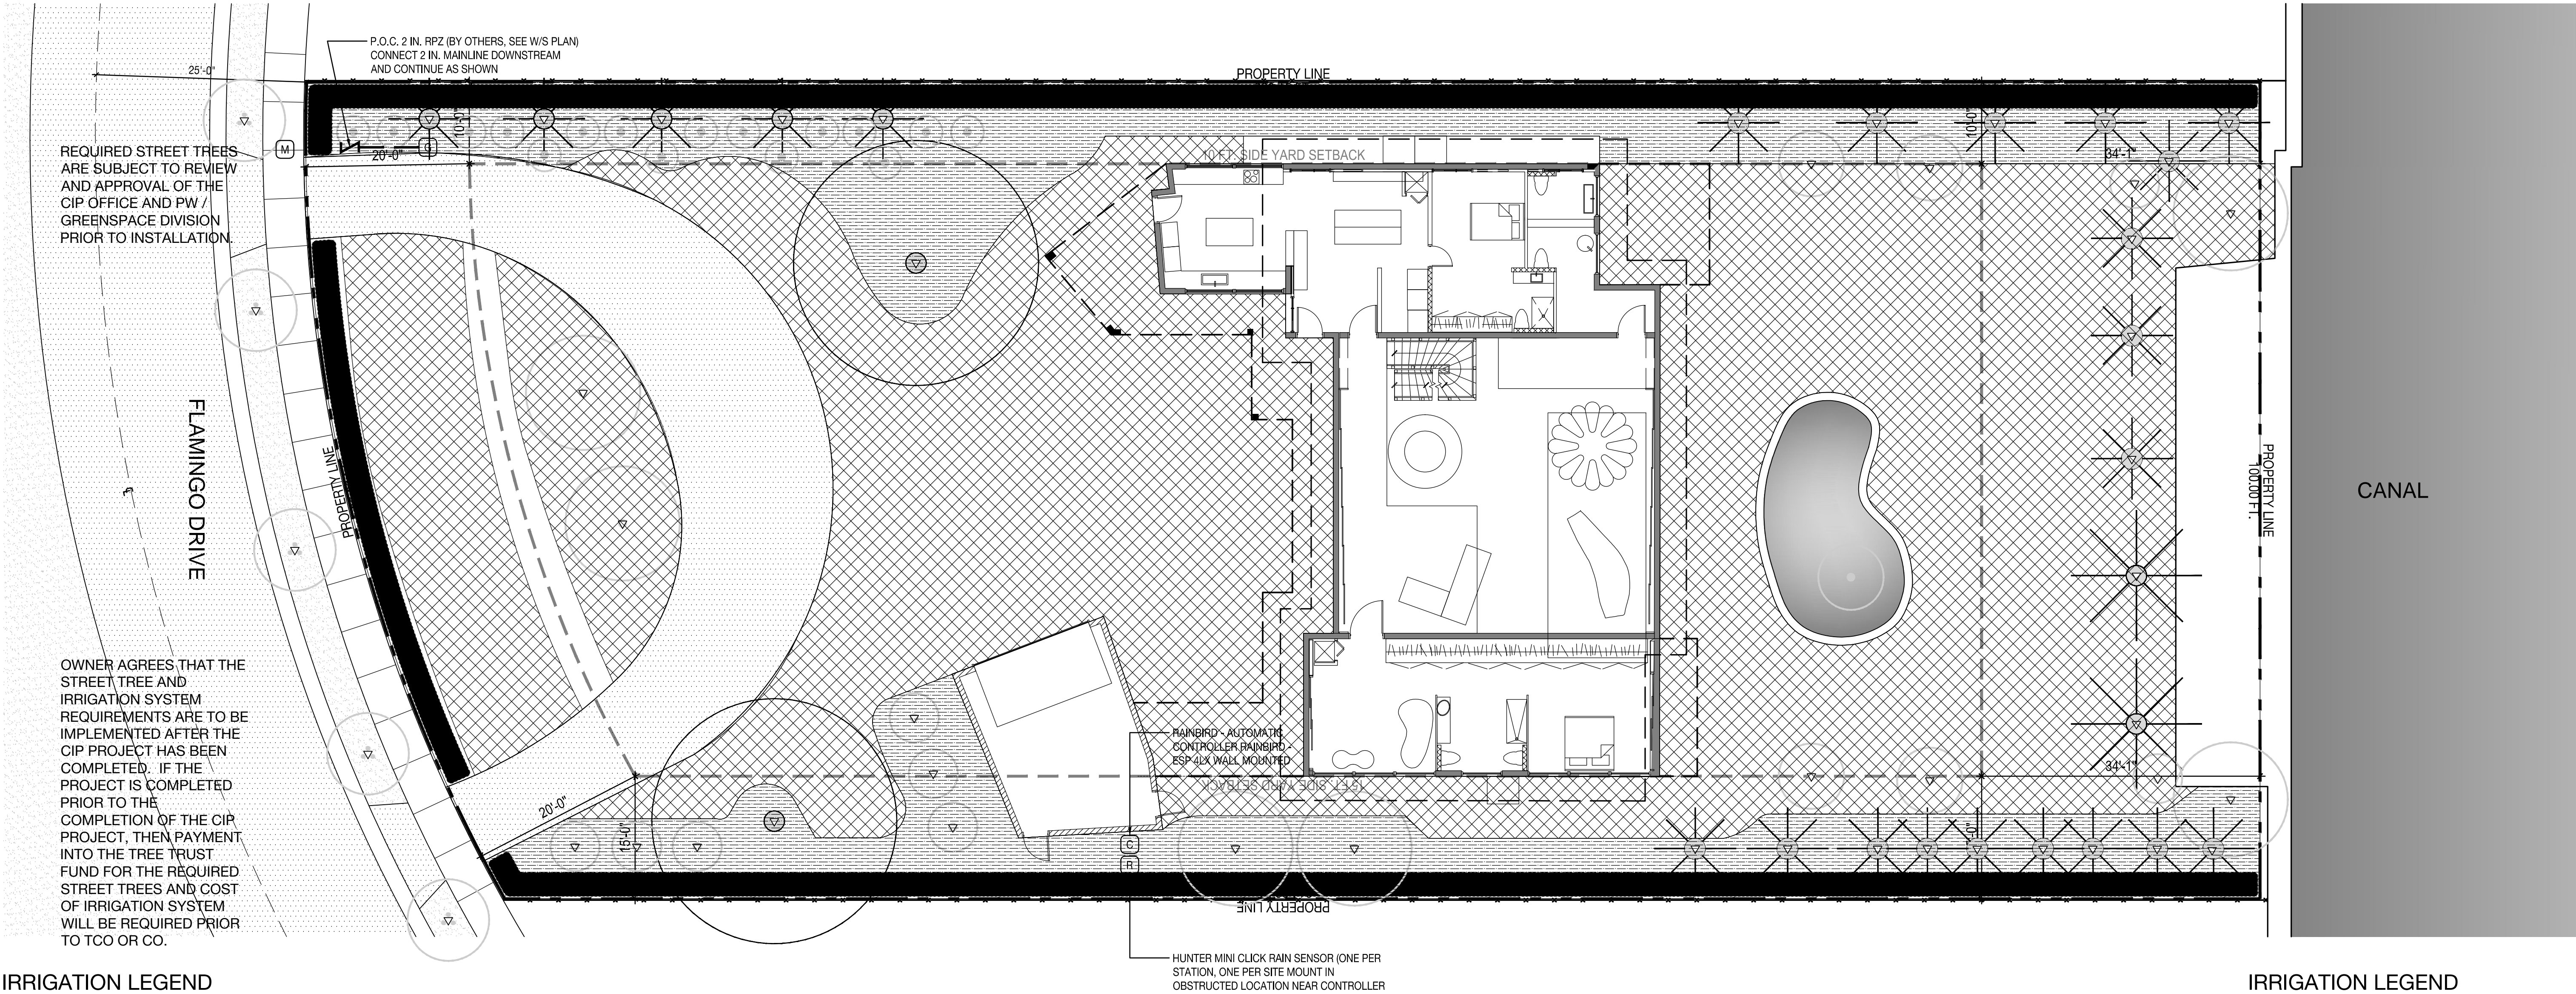 P.O.C. 2 IN. RPZ (BY OTHERS, SEE W/S PLAN)
CONNECT 2 IN. MAINLINE DOWNSTREAM
AND CONTINUE AS SHOWN
25'-0"
PROPERTY LINE
M
20'-0"
10'-0"
10 FT. SIDE YARD SETBACK
10'-0"
34'-1"
REQUIRED STREET TREES
ARE SUBJECT TO REVIEW
AND APPROVAL OF THE
CIP OFFICE AND PW /
GREENSPACE DIVISION
PRIOR TO INSTALLATION.
FLAMINGO DRIVE
PROPERTY LINE
PROPERTY LINE
100.00 FT.
CANAL
OWNER AGREES THAT THE
STREET TREE AND
IRRIGATION SYSTEM
REQUIREMENTS ARE TO BE
IMPLEMENTED AFTER THE
CIP PROJECT HAS BEEN
COMPLETED. IF THE
PROJECT IS COMPLETED
PRIOR TO THE
COMPLETION OF THE CIP
PROJECT, THEN PAYMENT
INTO THE TREE TRUST
FUND FOR THE REQUIRED
STREET TREES AND COST
OF IRRIGATION SYSTEM
WILL BE REQUIRED PRIOR
TO TCO OR CO.
RAINBIRD - AUTOMATIC
CONTROLLER RAINBIRD -
ESP 4LX WALL MOUNTED
15 FT. SIDE YARD SETBACK
34'-1"
20'-0"
15'-0"
C
R
PROPERTY LINE
HUNTER MINI CLICK RAIN SENSOR (ONE PER
STATION, ONE PER SITE MOUNT IN
OBSTRUCTED LOCATION NEAR CONTROLLER
IRRIGATION LEGEND
IRRIGATION LEGEND